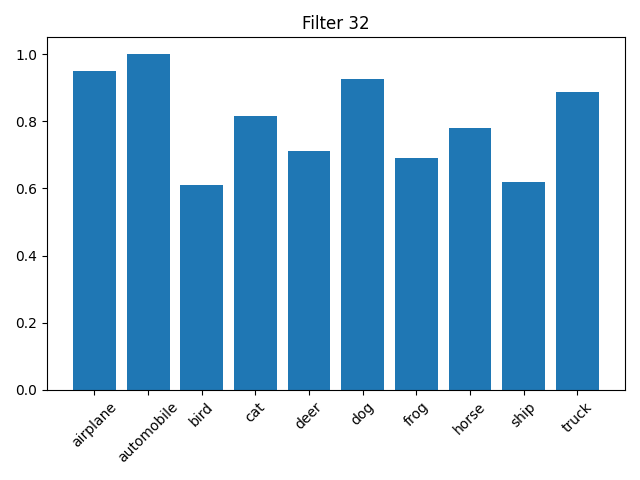 Filter 32
1.0
0.8
0.6
0.4
0.2
0.0
airplane
automobile
bird
cat
deer
dog
frog
horse
ship
truck